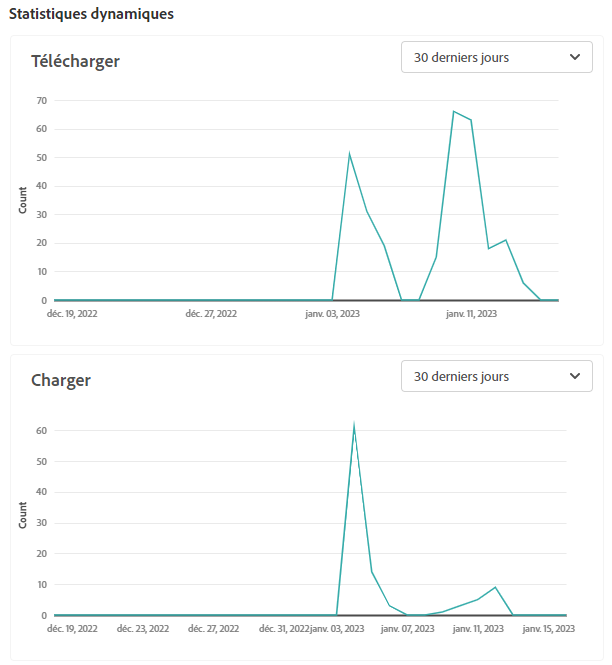 Statistiques dynamiques
Télécharger
30 derniers jours
70
60
50
40
30
20
10
0
Count
déc. 19, 2022 déc. 27, 2022 janv. 03, 2023 janv. 11, 2023
Charger
30 derniers jours
60
50
40
30
20
10
0
Count
déc. 19, 2022 déc. 23, 2022 déc. 27, 2022 déc. 31, 2022 janv. 03, 2023 janv. 07, 2023 janv. 11, 2023 janv. 15, 2023